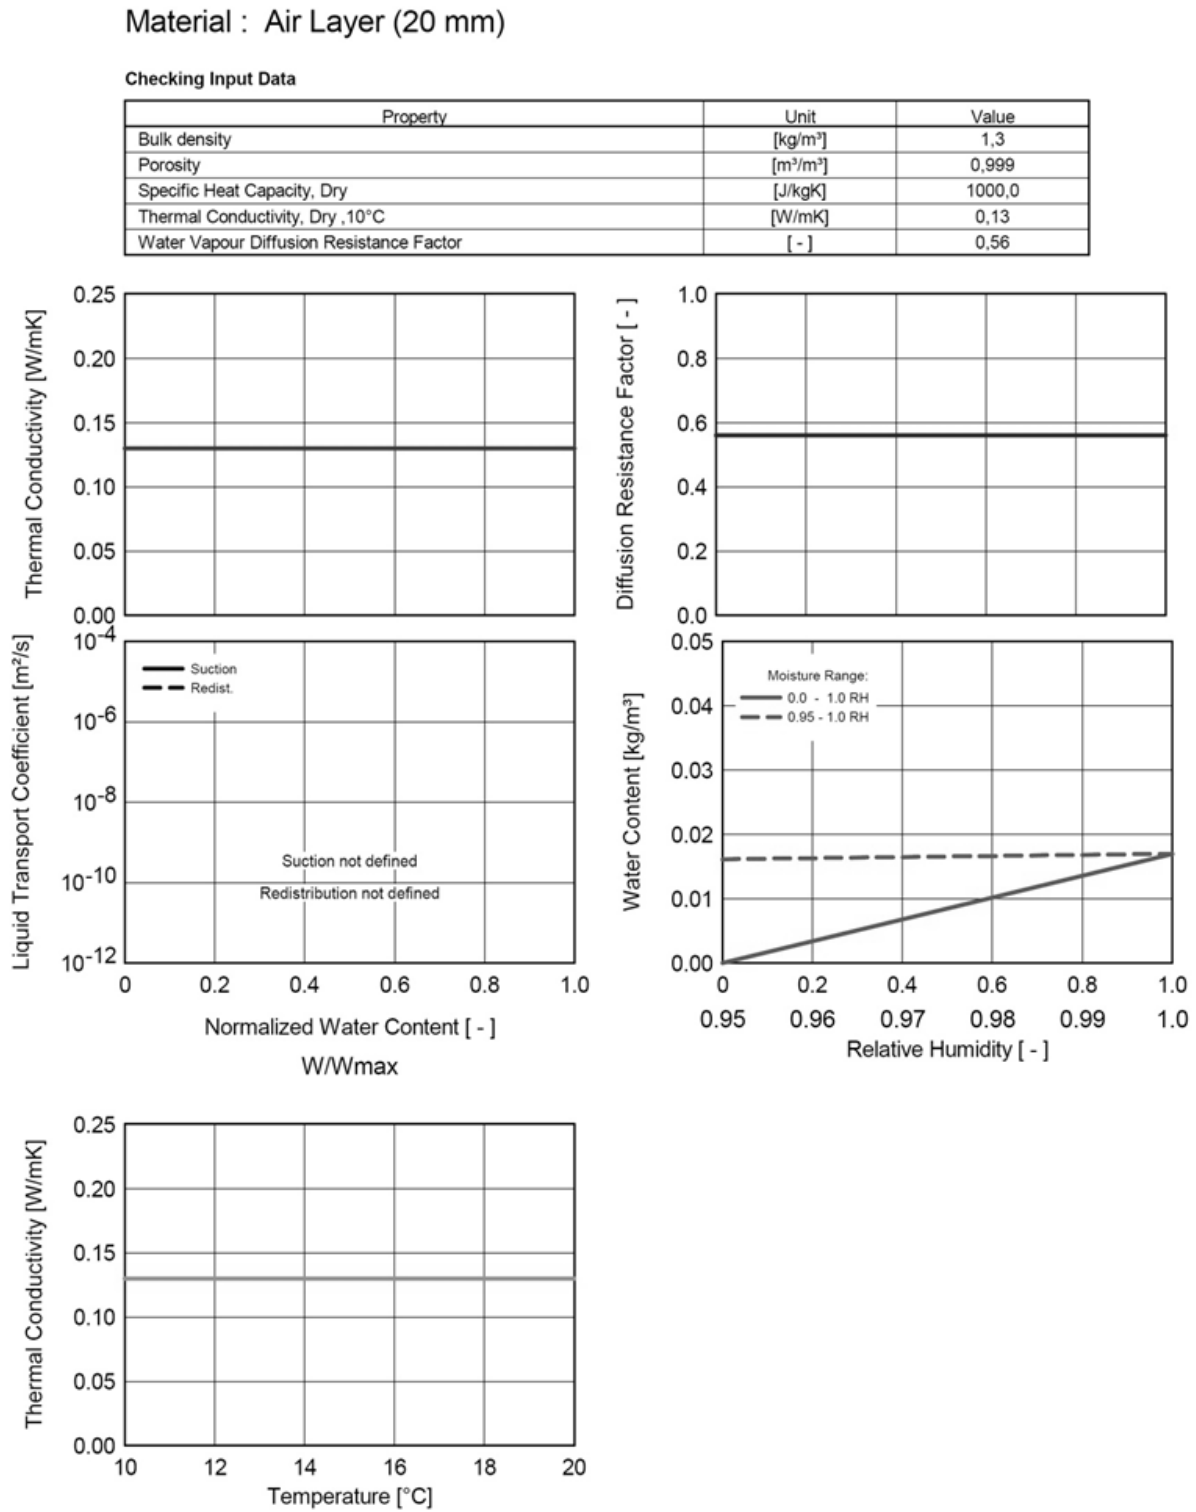 Material :  Air Layer (20 mm)
Checking Input Data
Property Unit Value
Bulk density [kg/m³] 1,3
Porosity [m³/m³] 0,999
Specific Heat Capacity, Dry [J/kgK] 1000,0
Thermal Conductivity, Dry ,10°C [W/mK] 0,13
Water Vapour Diffusion Resistance Factor [ - ] 0,56
Thermal Conductivity [W/mK]
0.25
0.20
0.15
0.10
0.05
0.00
Diffusion Resistance Factor [ - ]
1.0
0.8
0.6
0.4
0.2
0.0
Liquid Transport Coefficient [m²/s]
10⁻⁴
10⁻⁶
10⁻⁸
10⁻¹⁰
10⁻¹²
Suction
Redist.
Suction not defined
Redistribution not defined
0 0.2 0.4 0.6 0.8 1.0
Normalized Water Content [ - ]
W/Wmax
Water Content [kg/m³]
0.05
0.04
0.03
0.02
0.01
0.00
Moisture Range:
0.0 - 1.0 RH
0.95 - 1.0 RH
0 0.2 0.4 0.6 0.8 1.0
0.95 0.96 0.97 0.98 0.99 1.0
Relative Humidity [ - ]
Thermal Conductivity [W/mK]
0.25
0.20
0.15
0.10
0.05
0.00
10 12 14 16 18 20
Temperature [°C]